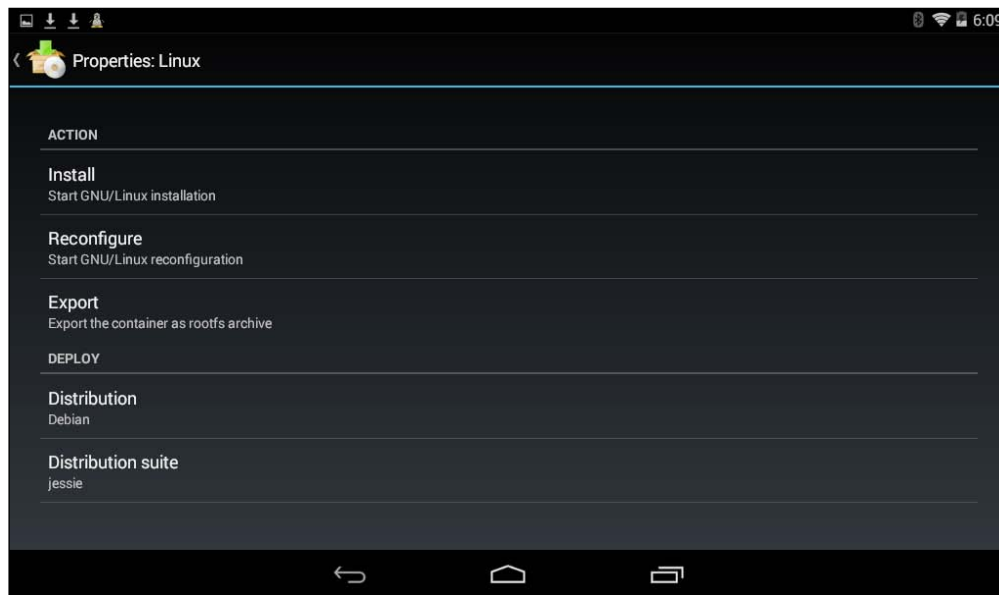 6:09
Properties: Linux
ACTION
Install
Start GNU/Linux installation
Reconfigure
Start GNU/Linux reconfiguration
Export
Export the container as rootfs archive
DEPLOY
Distribution
Debian
Distribution suite
jessie